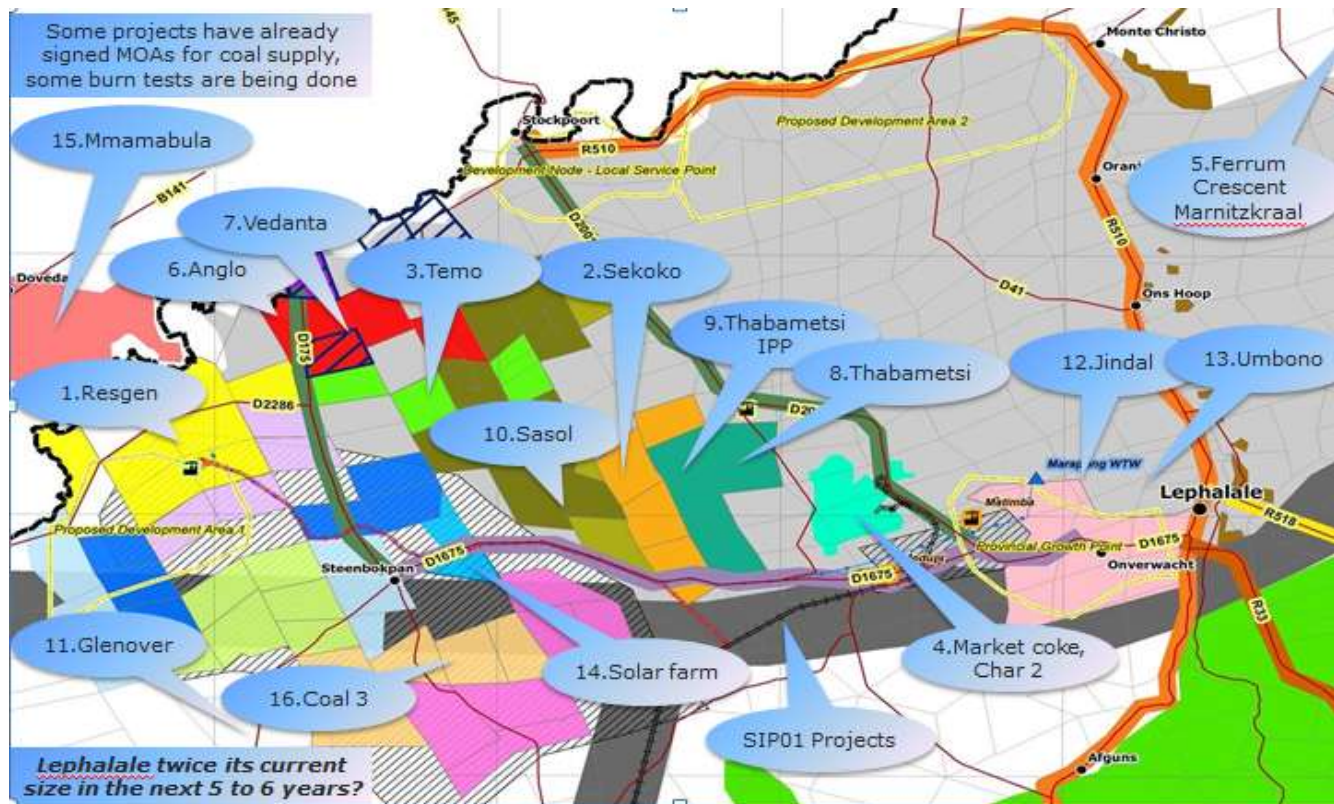 Some projects have already
signed MOAs for coal supply,
some burn tests are being done
Monte Christo
Stockpoort
R510
Proposed Development Area 2
15.Mmamabula
Development Node - Local Service Point
5.Ferrum
Crescent
Marnitzkraal
B141
7.Vedanta
R510
6.Anglo
3.Temo
2.Sekoko
D41
Ons Hoop
D175
9.Thabametsi
IPP
12.Jindal
13.Umbono
8.Thabametsi
1.Resgen
D2286
10.Sasol
Marapong WTW
Matimba
Lephalale
R518
Proposed Development Area 1
Provincial Growth Point
D1675
D1675
Steenbokpan
D1675
Onverwacht
R33
11.Glenover
14.Solar farm
4.Market coke,
Char 2
16.Coal 3
SIP01 Projects
Afguns
Lephalale twice its current
size in the next 5 to 6 years?